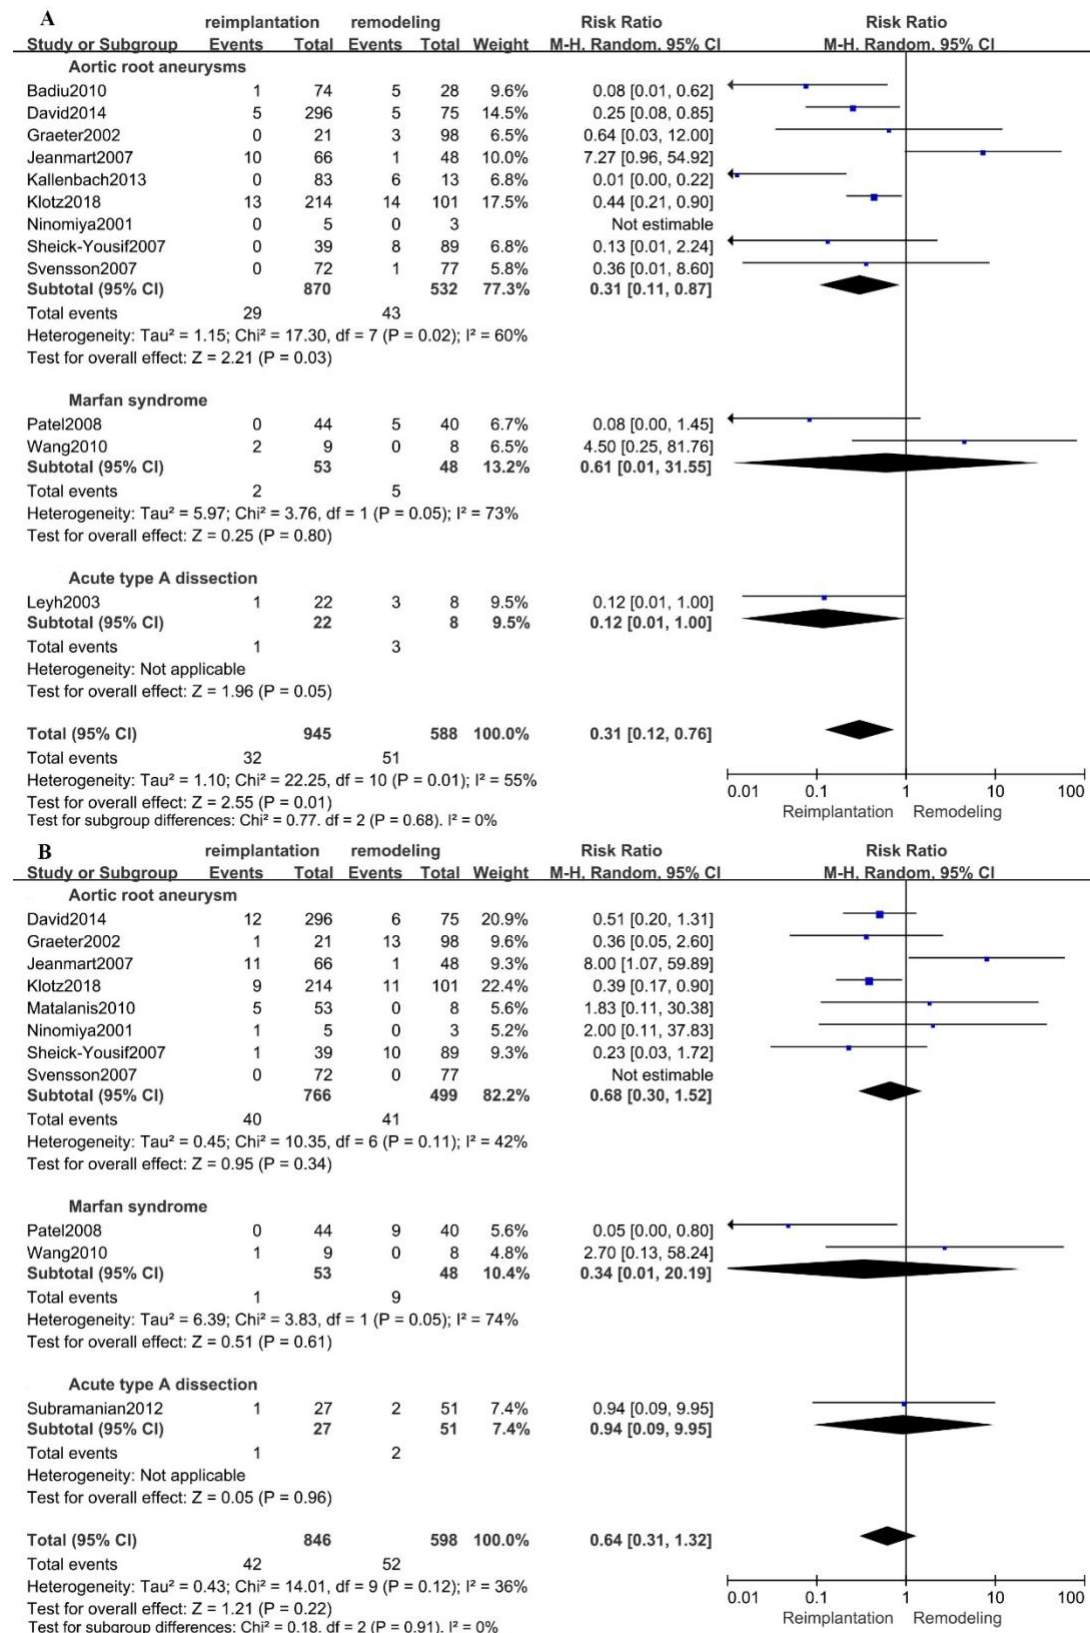 A
reimplantation remodeling Risk Ratio Risk Ratio
Study or Subgroup Events Total Events Total Weight M-H, Random, 95% CI M-H, Random, 95% CI
Aortic root aneurysms
Badiu2010 1 74 5 28 9.6% 0.08 [0.01, 0.62]
David2014 5 296 5 75 14.5% 0.25 [0.08, 0.85]
Graeter2002 0 21 3 98 6.5% 0.64 [0.03, 12.00]
Jeanmart2007 10 66 1 48 10.0% 7.27 [0.96, 54.92]
Kallenbach2013 0 83 6 13 6.8% 0.01 [0.00, 0.22]
Klotz2018 13 214 14 101 17.5% 0.44 [0.21, 0.90]
Ninomiya2001 0 5 0 3 Not estimable
Sheick-Yousif2007 0 39 8 89 6.8% 0.13 [0.01, 2.24]
Svensson2007 0 72 1 77 5.8% 0.36 [0.01, 8.60]
Subtotal (95% CI) 870 532 77.3% 0.31 [0.11, 0.87]
Total events 29 43
Heterogeneity: Tau² = 1.15; Chi² = 17.30, df = 7 (P = 0.02); I² = 60%
Test for overall effect: Z = 2.21 (P = 0.03)
Marfan syndrome
Patel2008 0 44 5 40 6.7% 0.08 [0.00, 1.45]
Wang2010 2 9 0 8 6.5% 4.50 [0.25, 81.76]
Subtotal (95% CI) 53 48 13.2% 0.61 [0.01, 31.55]
Total events 2 5
Heterogeneity: Tau² = 5.97; Chi² = 3.76, df = 1 (P = 0.05); I² = 73%
Test for overall effect: Z = 0.25 (P = 0.80)
Acute type A dissection
Leyh2003 1 22 3 8 9.5% 0.12 [0.01, 1.00]
Subtotal (95% CI) 22 8 9.5% 0.12 [0.01, 1.00]
Total events 1 3
Heterogeneity: Not applicable
Test for overall effect: Z = 1.96 (P = 0.05)
Total (95% CI) 945 588 100.0% 0.31 [0.12, 0.76]
Total events 32 51
Heterogeneity: Tau² = 1.10; Chi² = 22.25, df = 10 (P = 0.01); I² = 55%
Test for overall effect: Z = 2.55 (P = 0.01)
Test for subgroup differences: Chi² = 0.77. df = 2 (P = 0.68). I² = 0%
0.01 0.1 1 10 100
Reimplantation Remodeling
B
reimplantation remodeling Risk Ratio Risk Ratio
Study or Subgroup Events Total Events Total Weight M-H, Random, 95% CI M-H, Random, 95% CI
Aortic root aneurysm
David2014 12 296 6 75 20.9% 0.51 [0.20, 1.31]
Graeter2002 1 21 13 98 9.6% 0.36 [0.05, 2.60]
Jeanmart2007 11 66 1 48 9.3% 8.00 [1.07, 59.89]
Klotz2018 9 214 11 101 22.4% 0.39 [0.17, 0.90]
Matalanis2010 5 53 0 8 5.6% 1.83 [0.11, 30.38]
Ninomiya2001 1 5 0 3 5.2% 2.00 [0.11, 37.83]
Sheick-Yousif2007 1 39 10 89 9.3% 0.23 [0.03, 1.72]
Svensson2007 0 72 0 77 Not estimable
Subtotal (95% CI) 766 499 82.2% 0.68 [0.30, 1.52]
Total events 40 41
Heterogeneity: Tau² = 0.45; Chi² = 10.35, df = 6 (P = 0.11); I² = 42%
Test for overall effect: Z = 0.95 (P = 0.34)
Marfan syndrome
Patel2008 0 44 9 40 5.6% 0.05 [0.00, 0.80]
Wang2010 1 9 0 8 4.8% 2.70 [0.13, 58.24]
Subtotal (95% CI) 53 48 10.4% 0.34 [0.01, 20.19]
Total events 1 9
Heterogeneity: Tau² = 6.39; Chi² = 3.83, df = 1 (P = 0.05); I² = 74%
Test for overall effect: Z = 0.51 (P = 0.61)
Acute type A dissection
Subramanian2012 1 27 2 51 7.4% 0.94 [0.09, 9.95]
Subtotal (95% CI) 27 51 7.4% 0.94 [0.09, 9.95]
Total events 1 2
Heterogeneity: Not applicable
Test for overall effect: Z = 0.05 (P = 0.96)
Total (95% CI) 846 598 100.0% 0.64 [0.31, 1.32]
Total events 42 52
Heterogeneity: Tau² = 0.43; Chi² = 14.01, df = 9 (P = 0.12); I² = 36%
Test for overall effect: Z = 1.21 (P = 0.22)
Test for subgroup differences: Chi² = 0.18. df = 2 (P = 0.91). I² = 0%
0.01 0.1 1 10 100
Reimplantation Remodeling